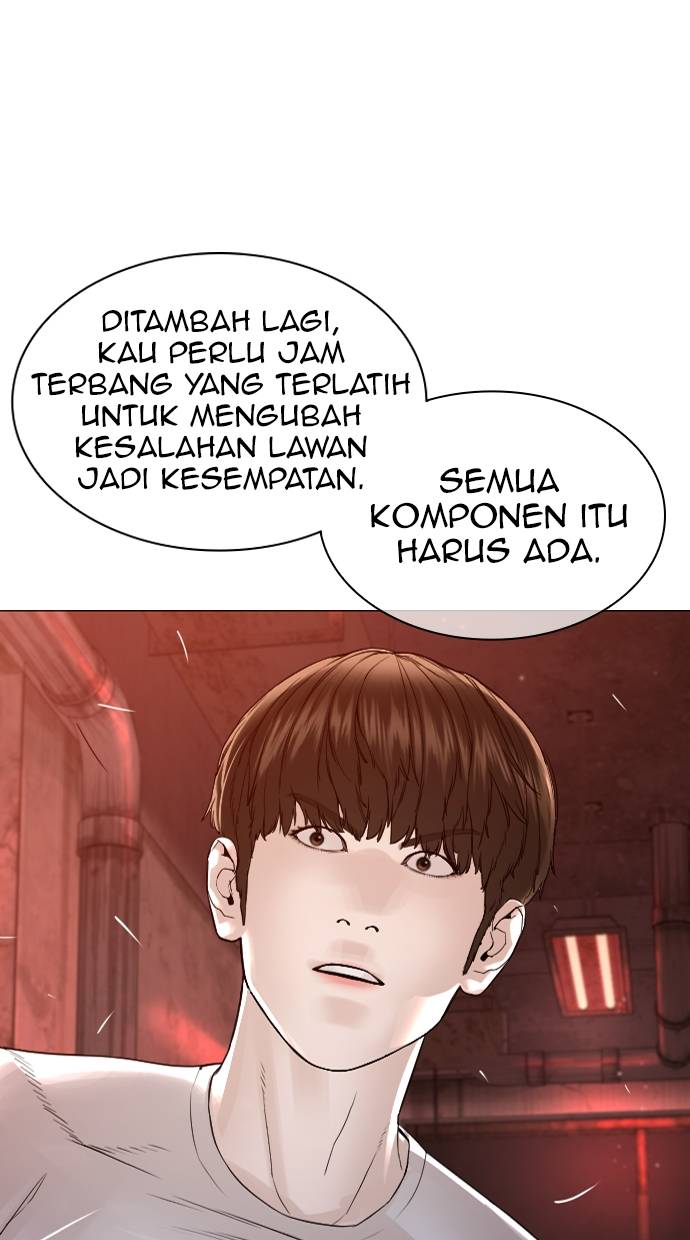 DITAMBAH LAGI,
KAU PERLU JAM
TERBANG YANG TERLATIH
UNTUK MENGUBAH
KESALAHAN LAWAN
JADI KESEMPATAN.
SEMUA
KOMPONEN ITU
HARUS ADA.